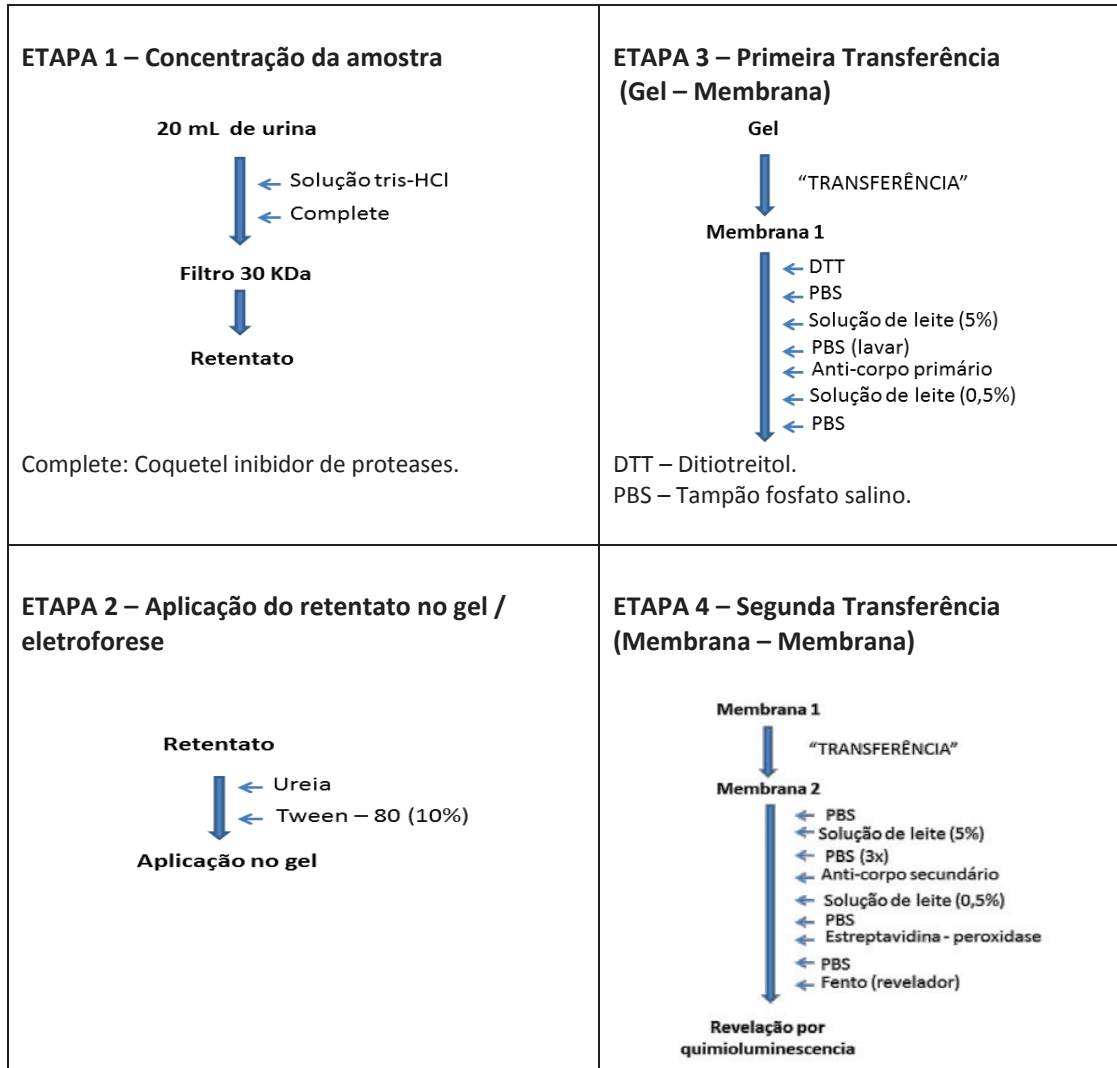 ETAPA 1 – Concentração da amostra
20 mL de urina
Solução tris-HCl
Complete
Filtro 30 KDa
Retentato
Complete: Coquetel inibidor de proteases.
ETAPA 3 – Primeira Transferência
(Gel – Membrana)
Gel
“TRANSFERÊNCIA”
Membrana 1
DTT
PBS
Solução de leite (5%)
PBS (lavar)
Anti-corpo primário
Solução de leite (0,5%)
PBS
DTT – Ditiotreitol.
PBS – Tampão fosfato salino.
ETAPA 2 – Aplicação do retentato no gel /
eletroforese
Retentato
Ureia
Tween – 80 (10%)
Aplicação no gel
ETAPA 4 – Segunda Transferência
(Membrana – Membrana)
Membrana 1
“TRANSFERÊNCIA”
Membrana 2
PBS
Solução de leite (5%)
PBS (3x)
Anti-corpo secundário
Solução de leite (0,5%)
PBS
Estreptavidina - peroxidase
PBS
Fento (revelador)
Revelação por
quimioluminescencia